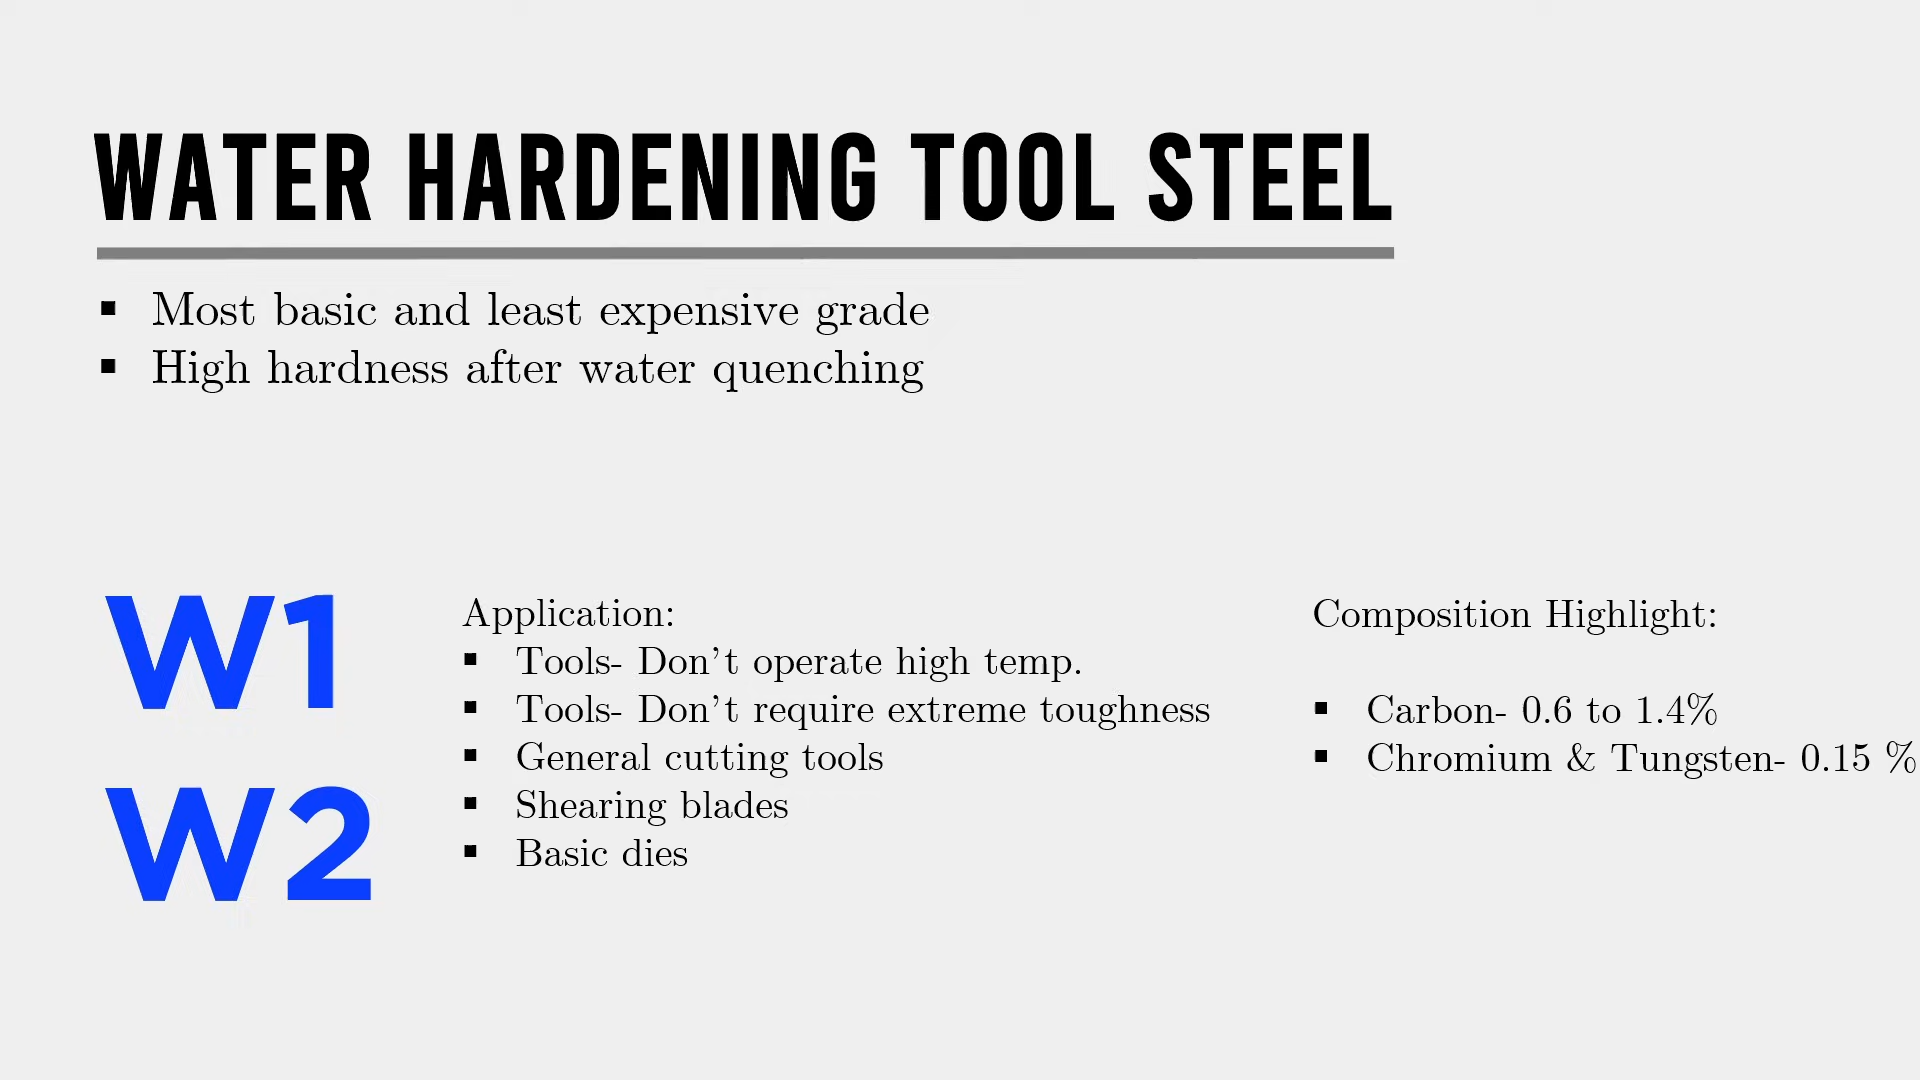 WATER HARDENING TOOL STEEL
▪ Most basic and least expensive grade
▪ High hardness after water quenching
W1
W2
Application:
▪ Tools- Don't operate high temp.
▪ Tools- Don't require extreme toughness
▪ General cutting tools
▪ Shearing blades
▪ Basic dies
Composition Highlight:
▪ Carbon- 0.6 to 1.4%
▪ Chromium & Tungsten- 0.15 %